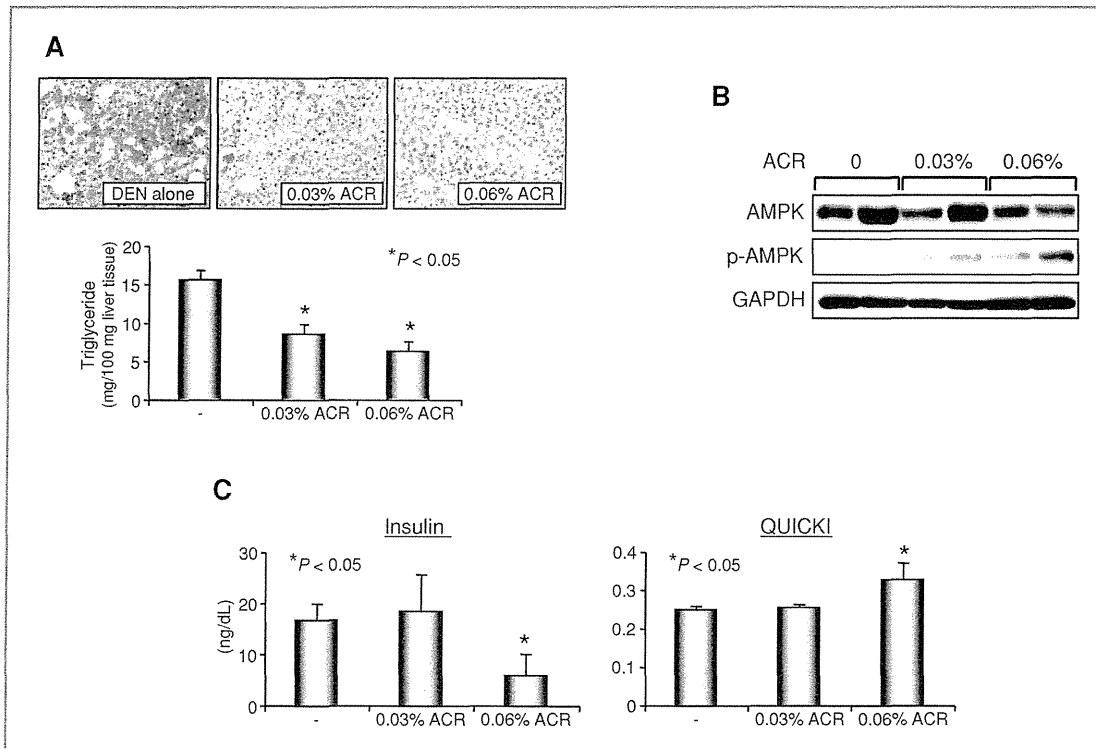 A
DEN alone
0.03% ACR
0.06% ACR
Triglyceride
(mg/100 mg liver tissue)
20
15
10
5
0
*P < 0.05
*
*
-
0.03% ACR
0.06% ACR
B
ACR 0 0.03% 0.06%
AMPK
p-AMPK
GAPDH
C
Insulin
*P < 0.05
(ng/dL)
30
20
10
0
*
-
0.03% ACR
0.06% ACR
QUICKI
*P < 0.05
0.4
0.3
0.2
0.1
0
*
-
0.03% ACR
0.06% ACR